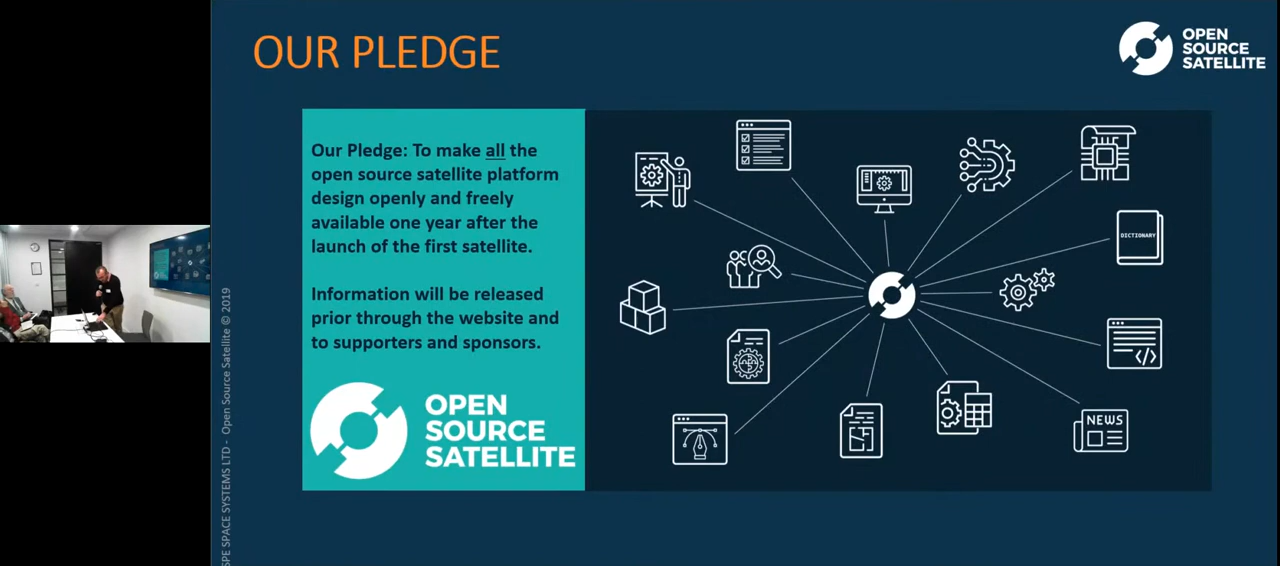 OUR PLEDGE
OPEN
SOURCE
SATELLITE
Our Pledge: To make all the
open source satellite platform
design openly and freely
available one year after the
launch of the first satellite.
Information will be released
prior through the website and
to supporters and sponsors.
OPEN
SOURCE
SATELLITE
DICTIONARY
</>
NEWS
SPE SPACE SYSTEMS LTD - Open Source Satellite © 2019